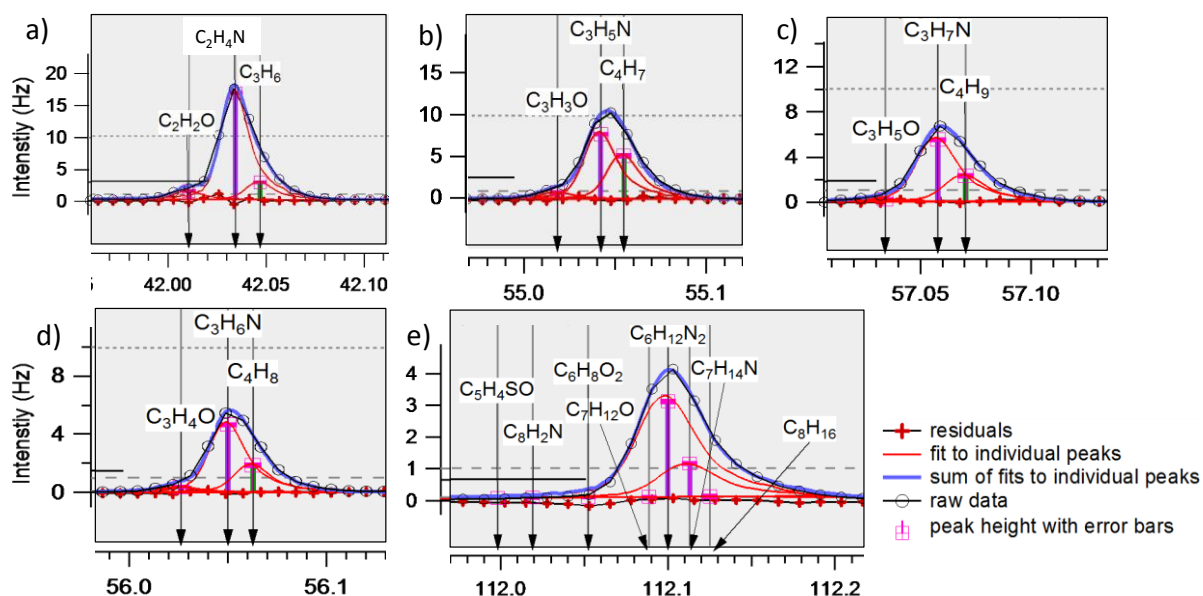 a)
C₂H₄N
C₃H₆
C₂H₂O
Intenstiy (Hz)
20
15
10
5
0
42.00
42.05
42.10
b)
C₃H₅N
C₄H₇
C₃H₃O
15
10
5
0
55.0
55.1
c)
C₃H₇N
C₄H₉
C₃H₅O
12
8
4
0
57.05
57.10
d)
C₃H₆N
C₄H₈
C₃H₄O
Intenstiy (Hz)
8
4
0
56.0
56.1
e)
C₆H₁₂N₂
C₅H₄SO
C₆H₈O₂
C₇H₁₄N
C₈H₂N
C₇H₁₂O
C₈H₁₆
4
3
2
1
0
112.0
112.1
112.2
residuals
fit to individual peaks
sum of fits to individual peaks
raw data
peak height with error bars